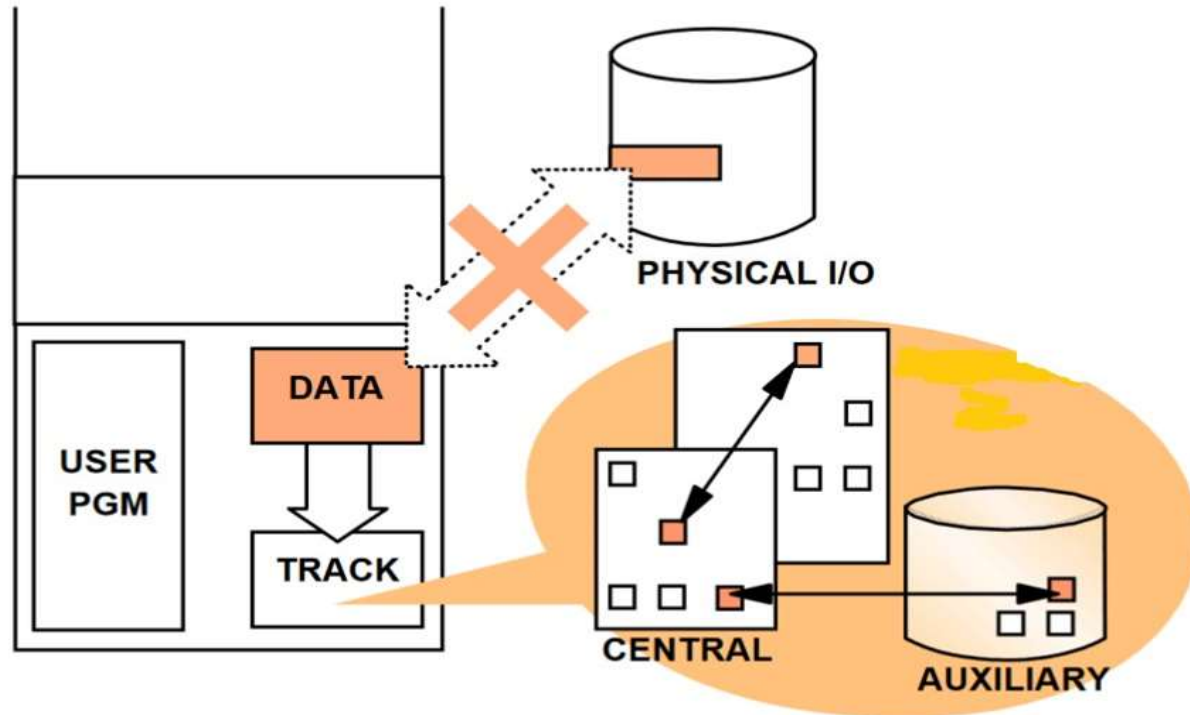 PHYSICAL I/O
DATA
USER
PGM
TRACK
CENTRAL
AUXILIARY